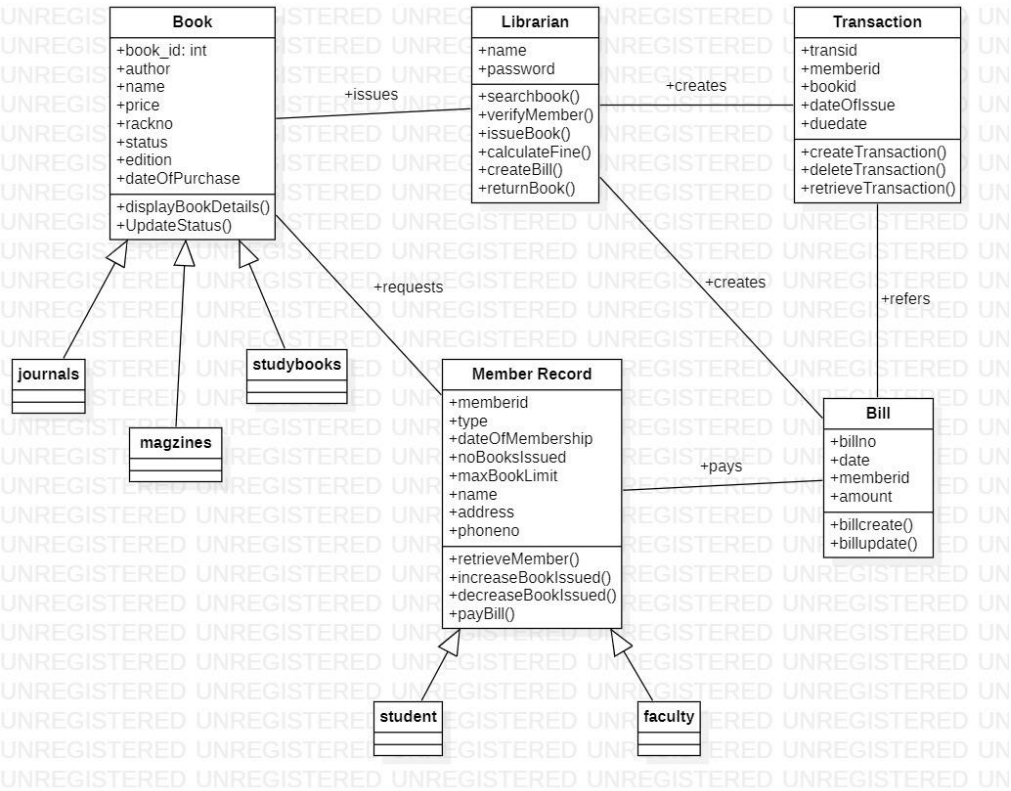 Book
+book_id: int
+author
+name
+price
+rackno
+status
+edition
+dateOfPurchase
+displayBookDetails()
+UpdateStatus()
+issues
Librarian
+name
+password
+searchbook()
+verifyMember()
+issueBook()
+calculateFine()
+createBill()
+returnBook()
+creates
Transaction
+transid
+memberid
+bookid
+dateOfIssue
+duedate
+createTransaction()
+deleteTransaction()
+retrieveTransaction()
+requests
+creates
+refers
journals
magzines
studybooks
Member Record
+memberid
+type
+dateOfMembership
+noBooksIssued
+maxBookLimit
+name
+address
+phoneno
+retrieveMember()
+increaseBookIssued()
+decreaseBookIssued()
+payBill()
+pays
Bill
+billno
+date
+memberid
+amount
+billcreate()
+billupdate()
student
faculty
UNREGISTERED